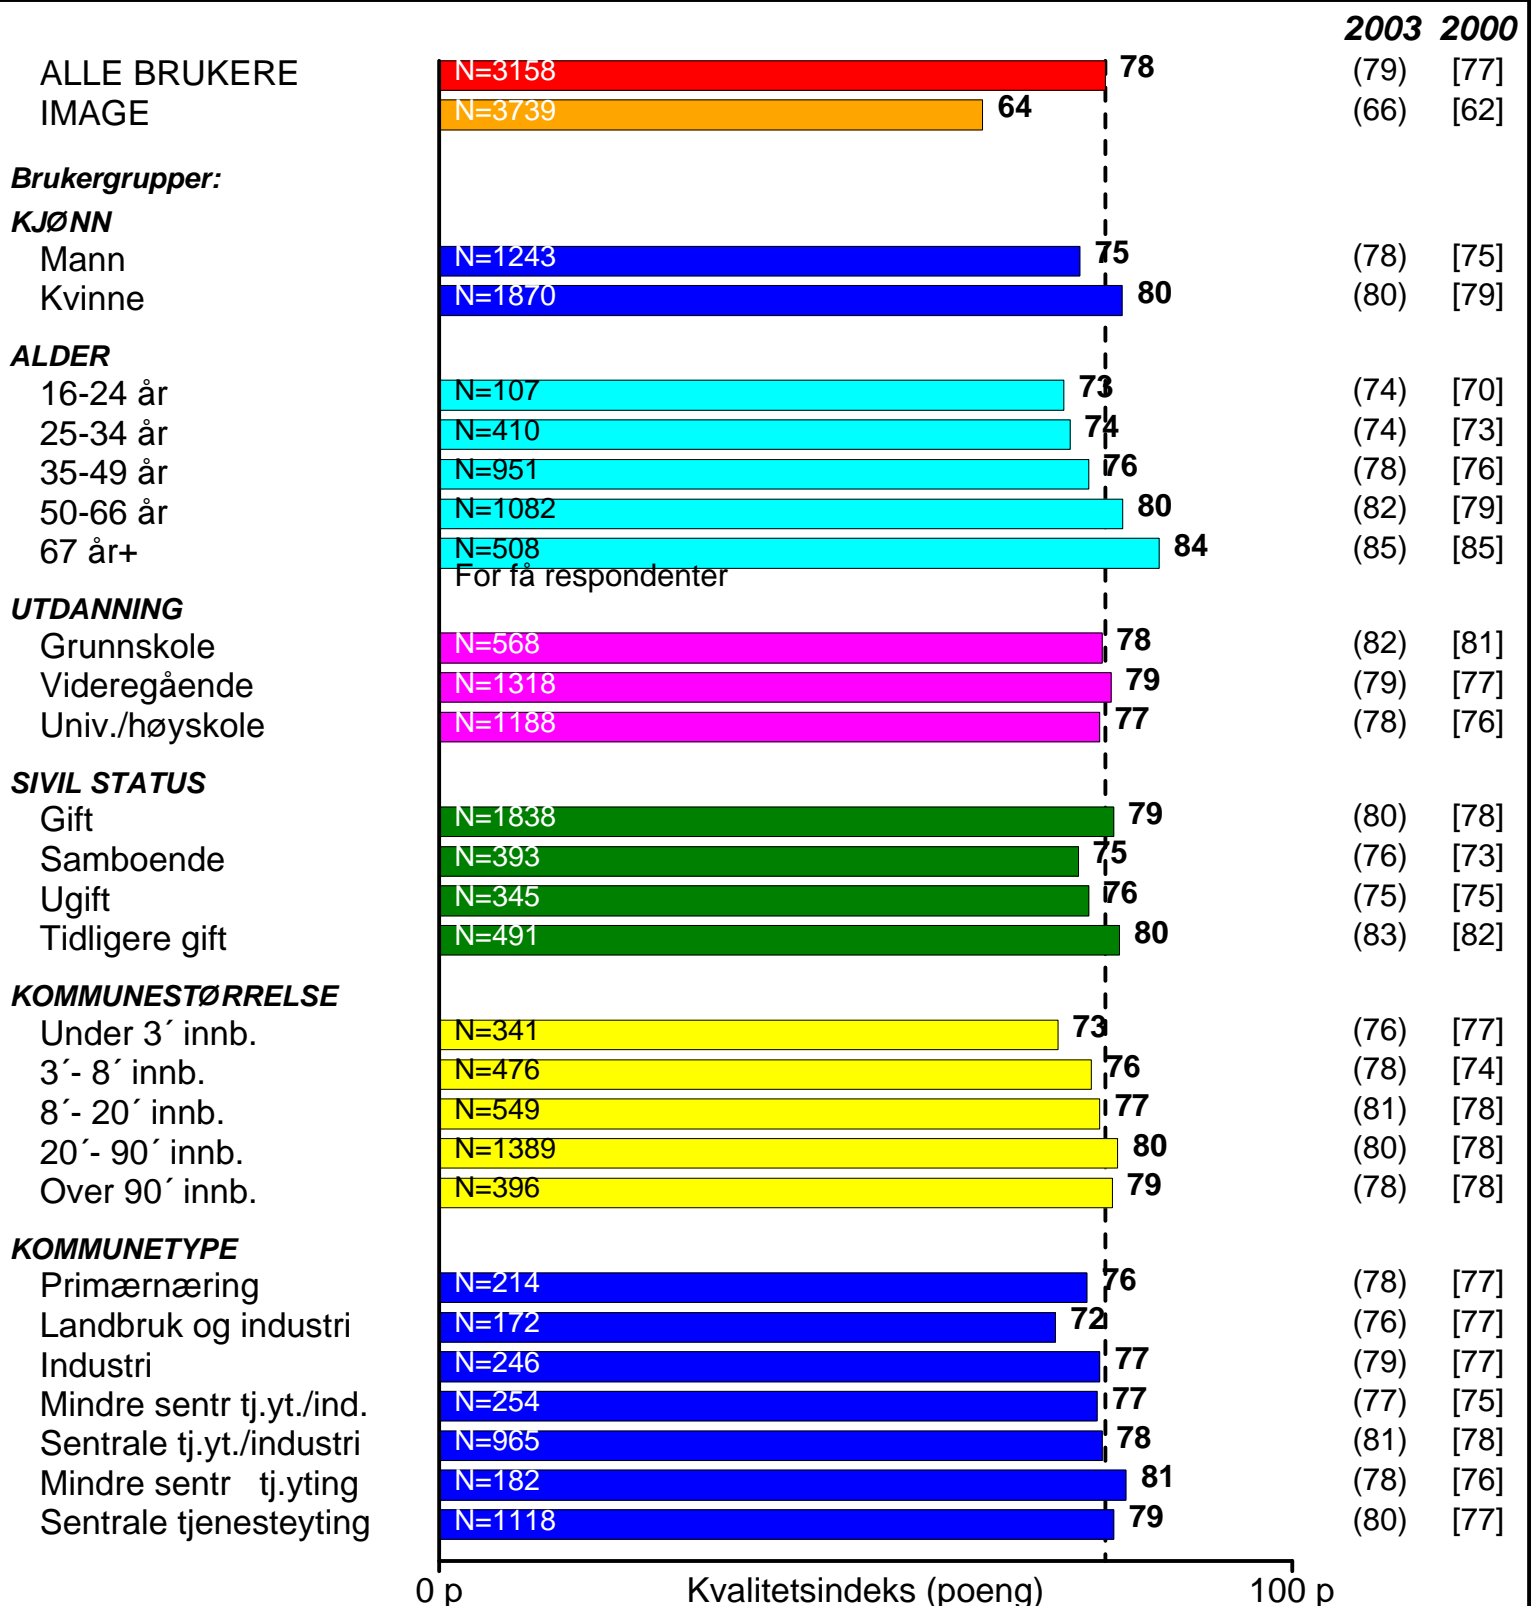 2003 2000
ALLE BRUKERE N=3158 78 (79) [77]
IMAGE N=3739 64 (66) [62]
Brukergrupper:
KJØNN
Mann N=1243 75 (78) [75]
Kvinne N=1870 80 (80) [79]
ALDER
16-24 år N=107 73 (74) [70]
25-34 år N=410 74 (74) [73]
35-49 år N=951 76 (78) [76]
50-66 år N=1082 80 (82) [79]
67 år+ N=508 84 (85) [85]
For få respondenter
UTDANNING
Grunnskole N=568 78 (82) [81]
Videregående N=1318 79 (79) [77]
Univ./høyskole N=1188 77 (78) [76]
SIVIL STATUS
Gift N=1838 79 (80) [78]
Samboende N=393 75 (76) [73]
Ugift N=345 76 (75) [75]
Tidligere gift N=491 80 (83) [82]
KOMMUNESTØRRELSE
Under 3´ innb. N=341 73 (76) [77]
3´- 8´ innb. N=476 76 (78) [74]
8´- 20´ innb. N=549 77 (81) [78]
20´- 90´ innb. N=1389 80 (80) [78]
Over 90´ innb. N=396 79 (78) [78]
KOMMUNETYPE
Primærnæring N=214 76 (78) [77]
Landbruk og industri N=172 72 (76) [77]
Industri N=246 77 (79) [77]
Mindre sentr tj.yt./ind. N=254 77 (77) [75]
Sentrale tj.yt./industri N=965 78 (81) [78]
Mindre sentr tj.yting N=182 81 (78) [76]
Sentrale tjenesteyting N=1118 79 (80) [77]
0 p Kvalitetsindeks (poeng) 100 p